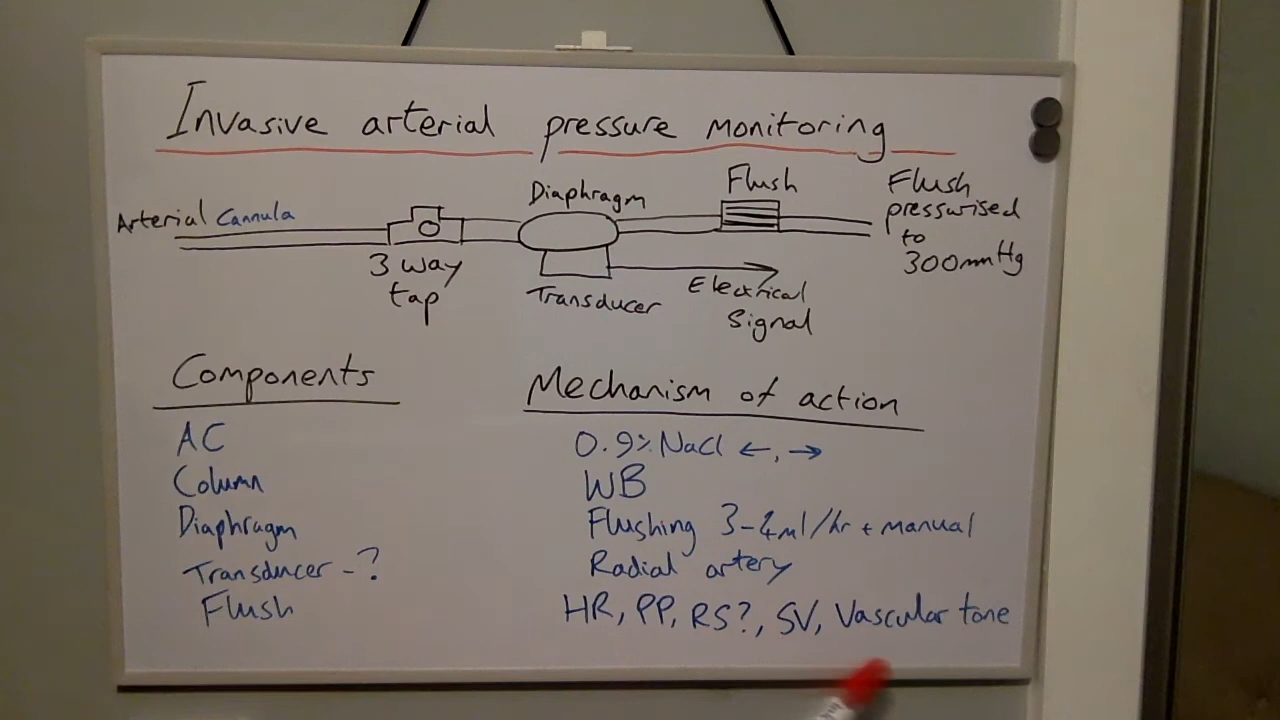 Invasive arterial pressure monitoring
Arterial Cannula
3 way
tap
Diaphragm
Transducer
Flush
Electrical
Signal
Flush
pressurised
to
300mmHg
Components
AC
Column
Diaphragm
Transducer - ?
Flush
Mechanism of action
0.9% NaCl ←, →
WB
Flushing 3-4ml/hr + manual
Radial artery
HR, PP, RS?, SV, Vascular tone